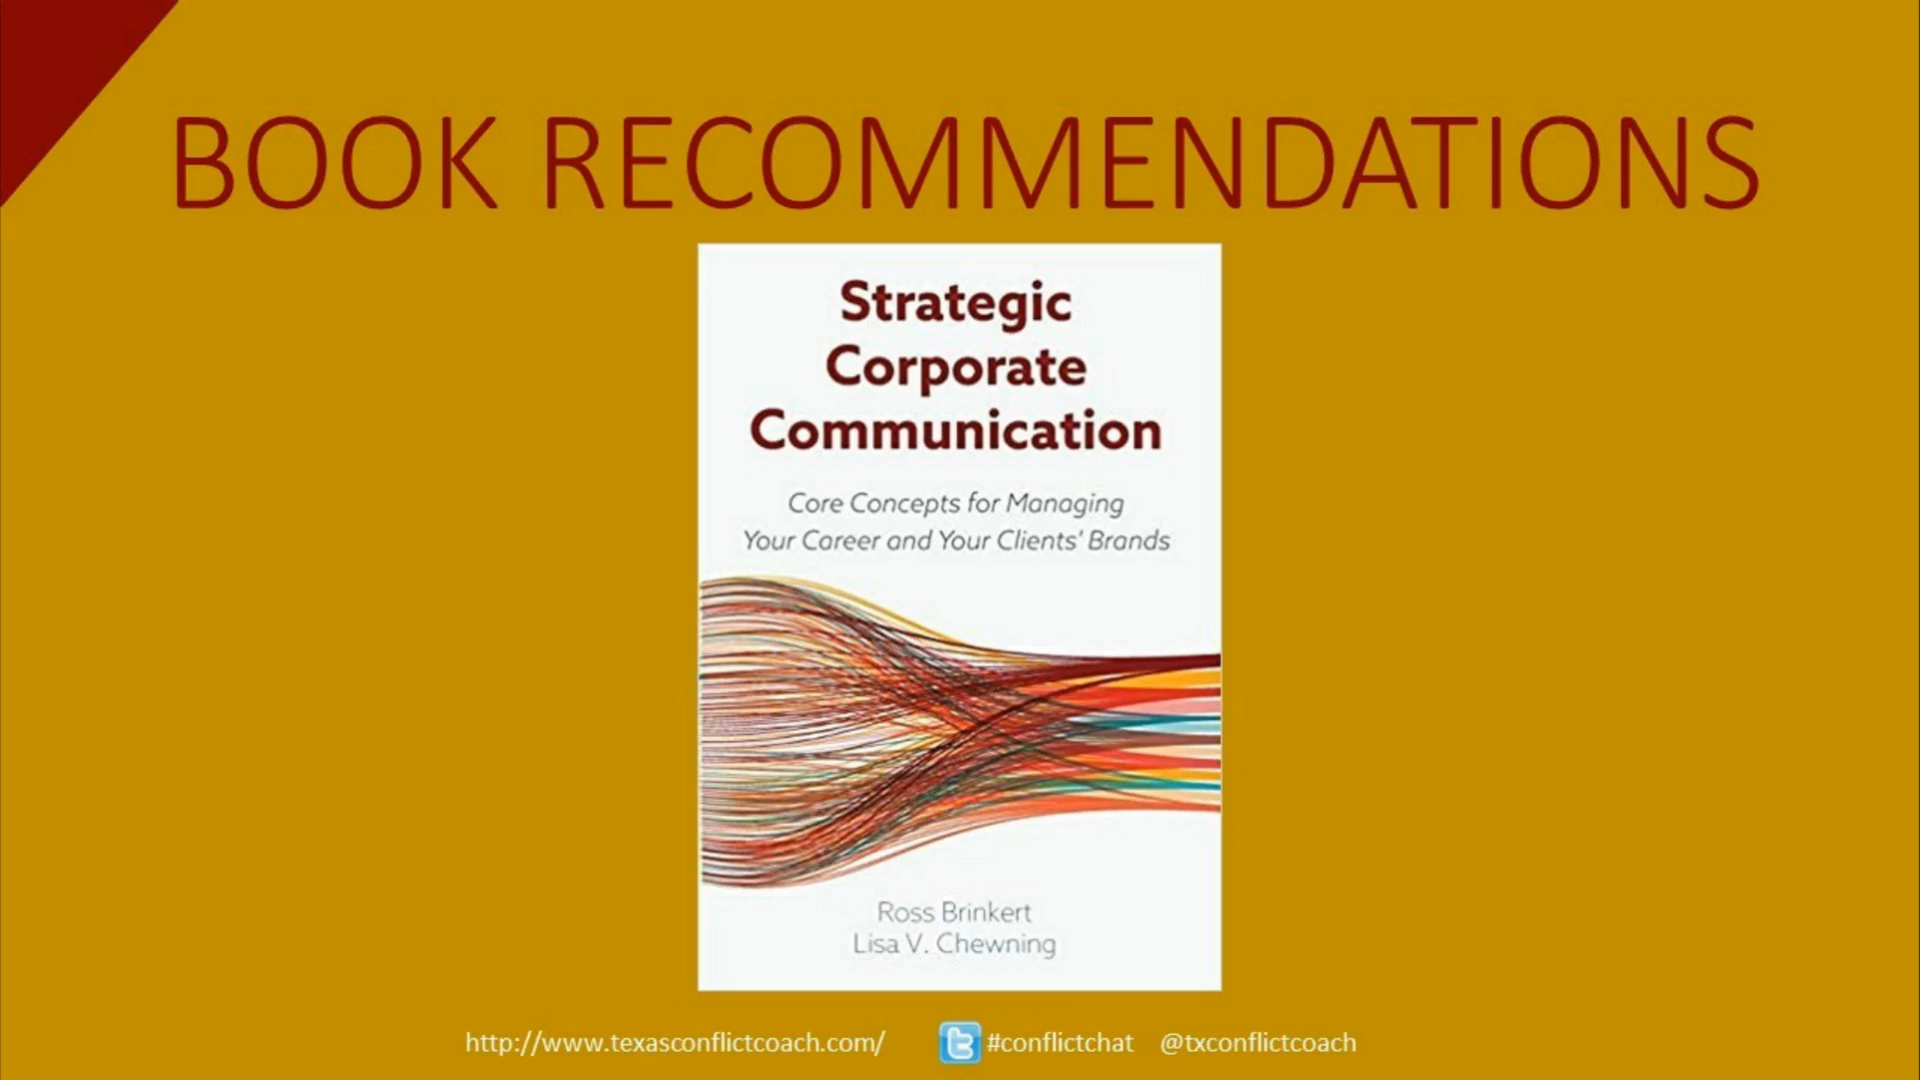 BOOK RECOMMENDATIONS
Strategic
Corporate
Communication
Core Concepts for Managing
Your Career and Your Clients' Brands
Ross Brinkert
Lisa V. Chewning
http://www.texasconflictcoach.com/ #conflictchat @txconflictcoach